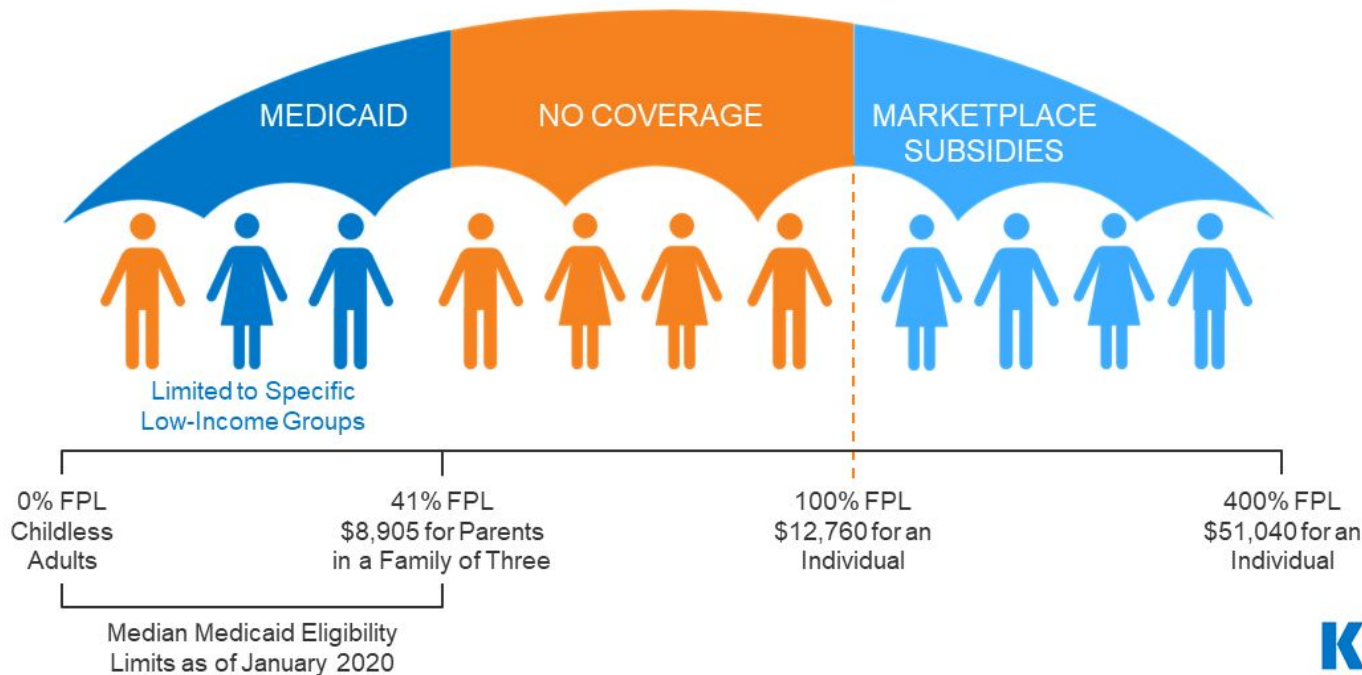 MEDICAID
NO COVERAGE
MARKETPLACE
SUBSIDIES
Limited to Specific
Low-Income Groups
0% FPL
Childless
Adults
41% FPL
$8,905 for Parents
in a Family of Three
100% FPL
$12,760 for an
Individual
400% FPL
$51,040 for an
Individual
Median Medicaid Eligibility
Limits as of January 2020
K